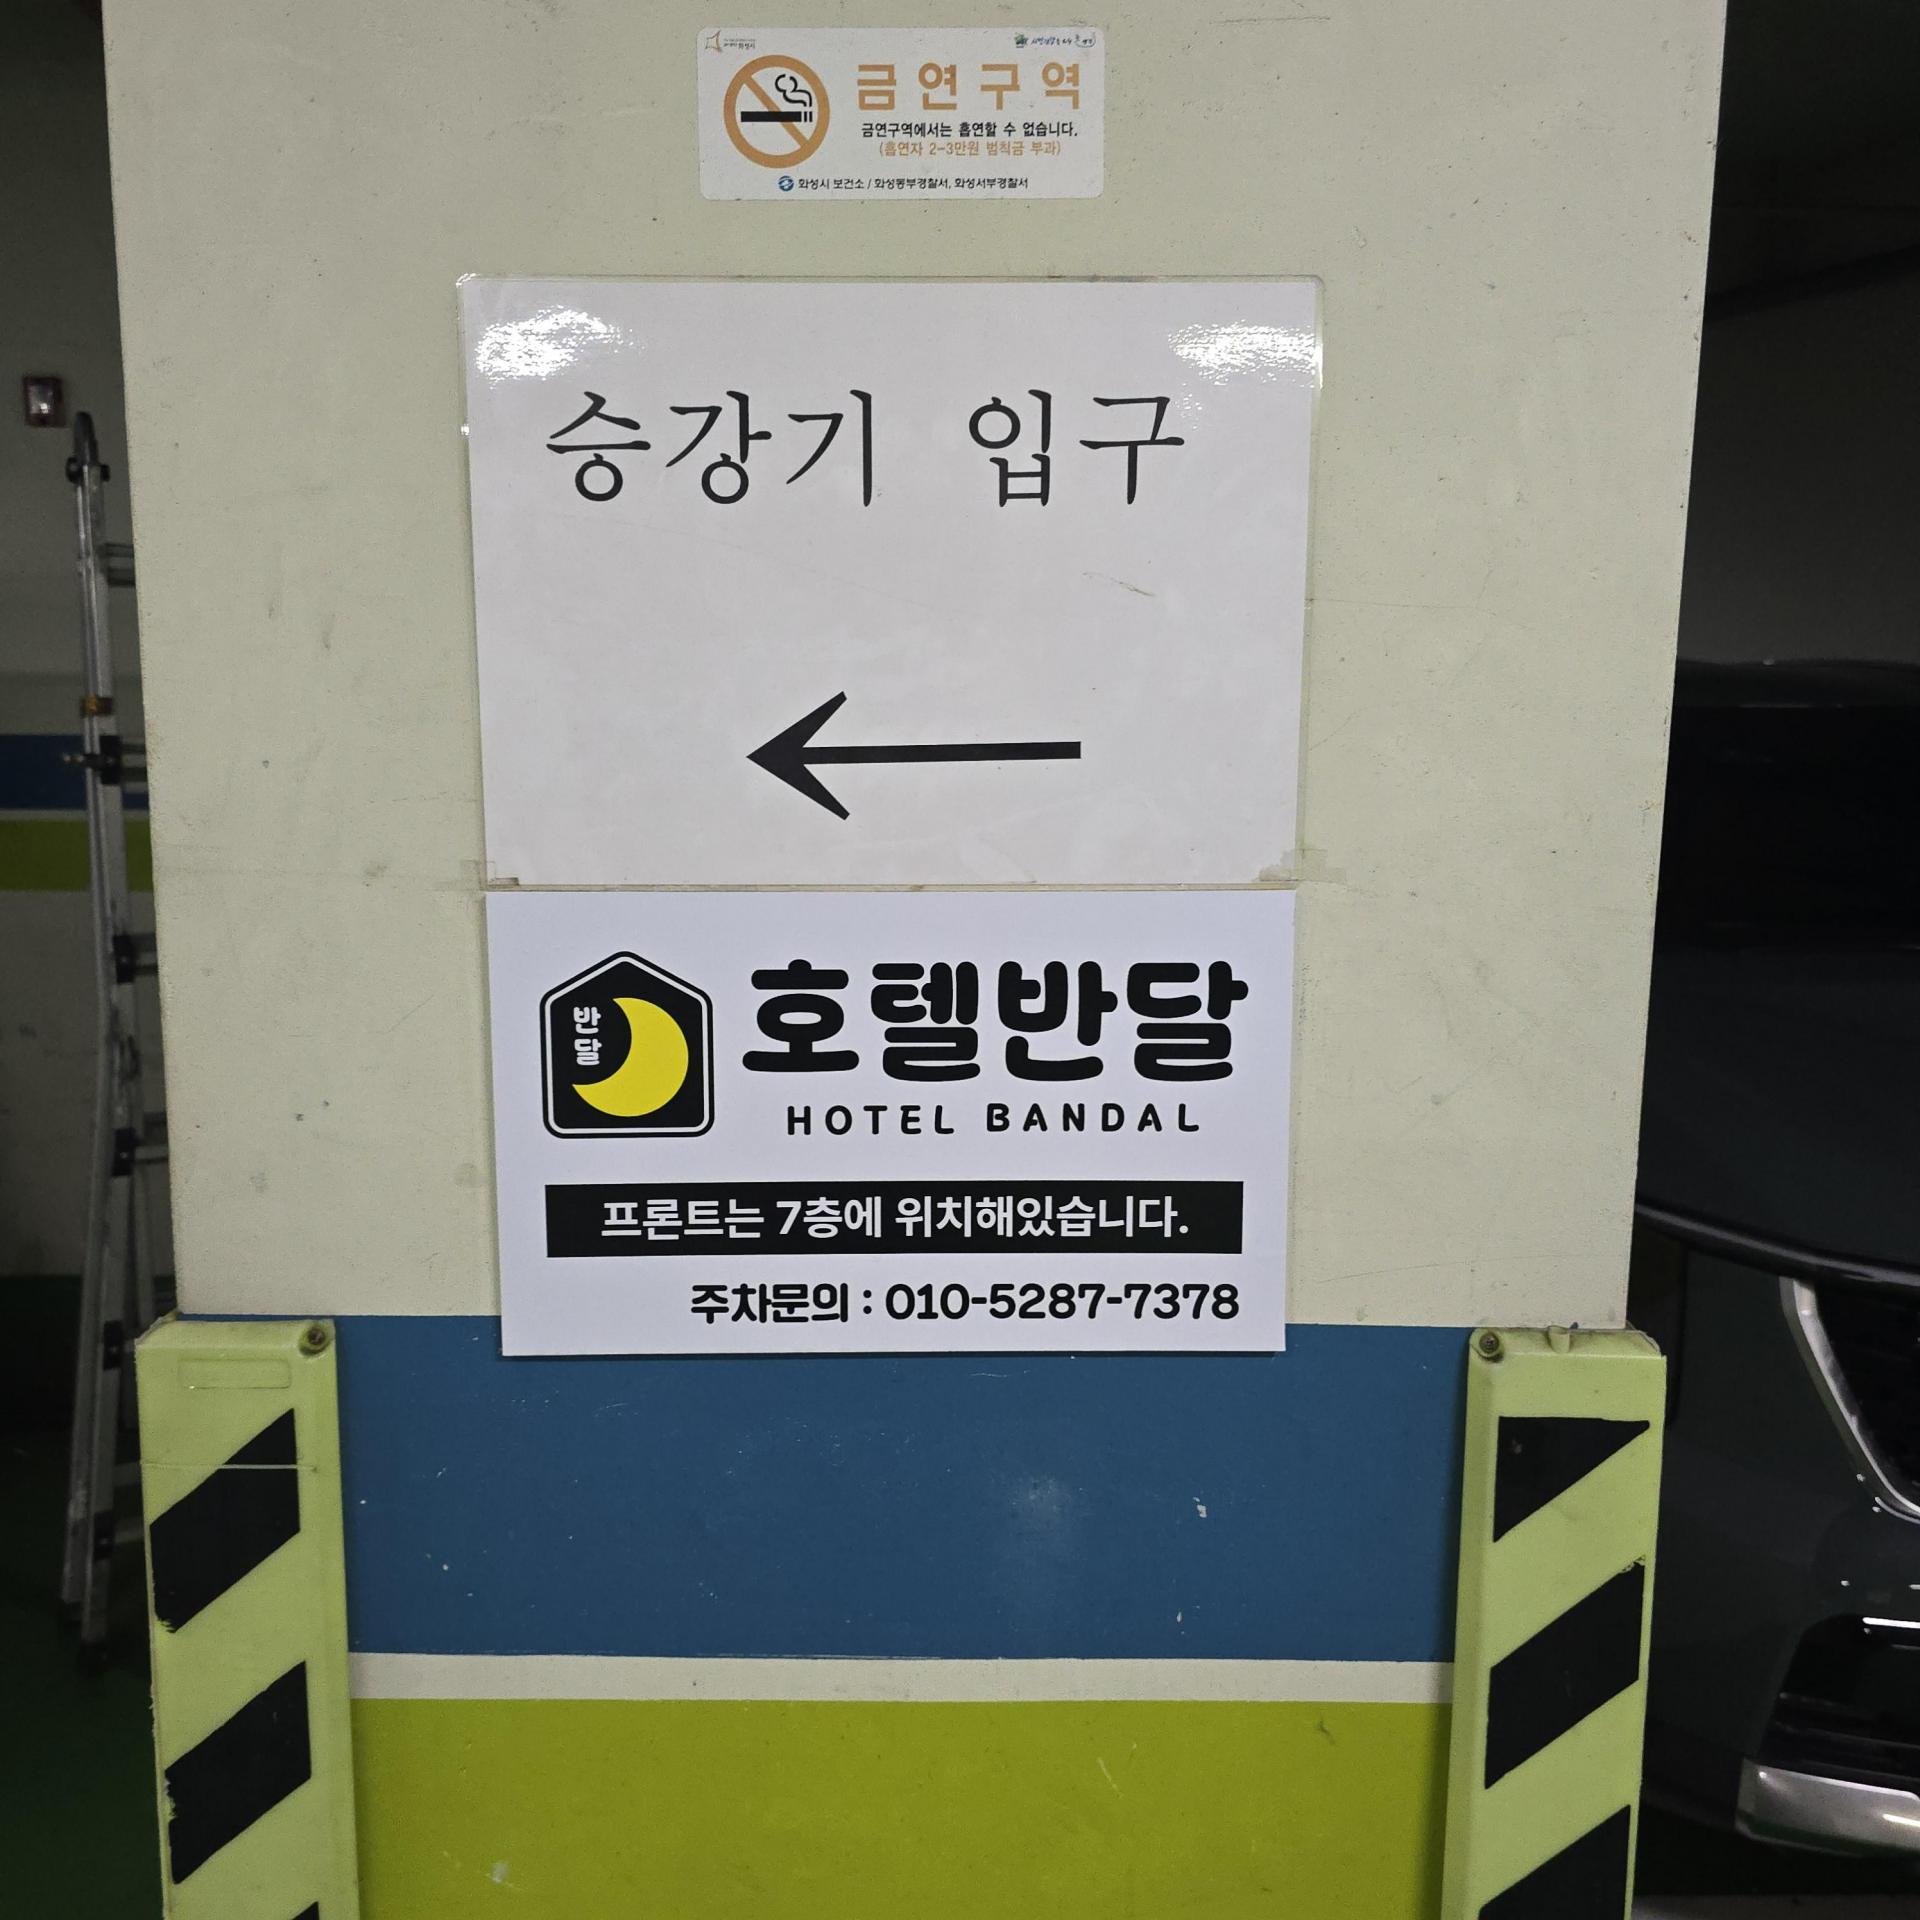 화성시
금연구역
금연구역에서는 흡연할 수 없습니다.
(흡연자 2-3만원 범칙금 부과)
화성시 보건소 / 화성동부경찰서, 화성서부경찰서
승강기 입구
반달
호텔반달
HOTEL BANDAL
프론트는 7층에 위치해있습니다.
주차문의 : 010-5287-7378